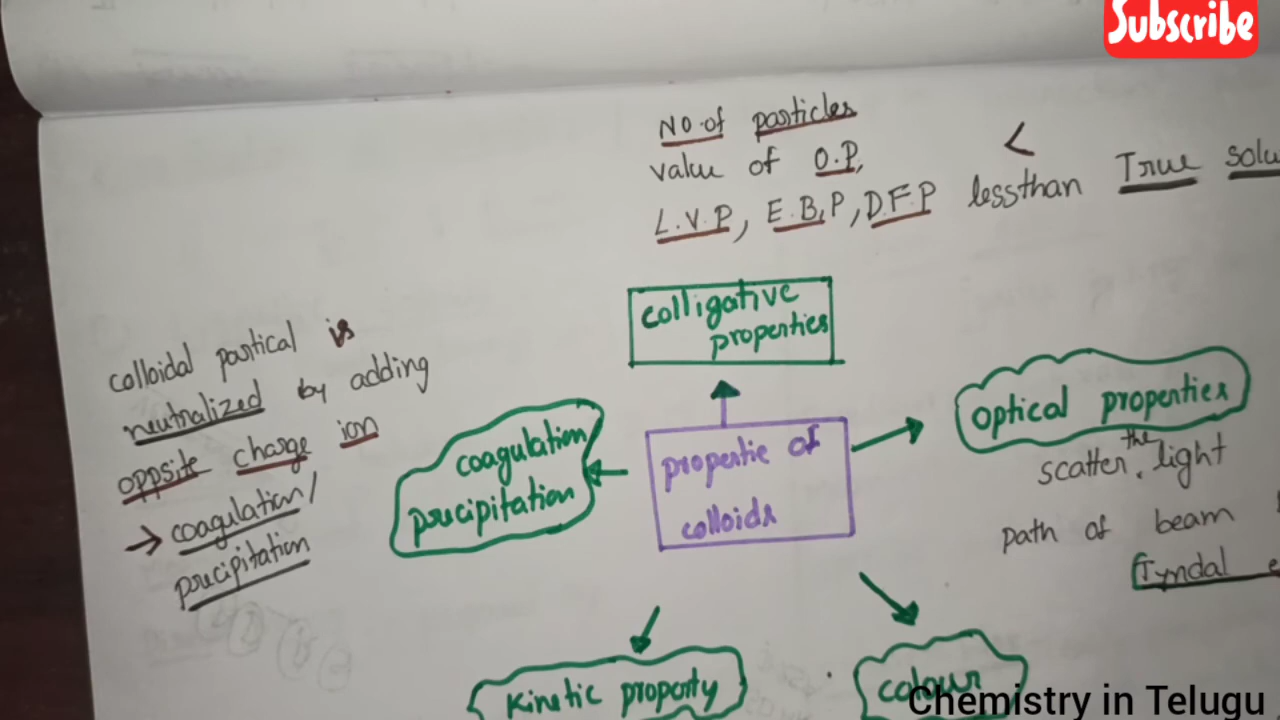 Subscribe
NO.of particles
value of O.P,
<
L.V.P, E.B.P, D.F.P lessthan True
colligative
properties
colloidal partical is
neutralized by adding
oppsite charge ion
→ coagulation/
precipitation
coagulation
precipitation
propertie of
colloids
optical properties
scatter the light
path of beam
Tyndal
Kinetic property
colour
Chemistry in Telugu